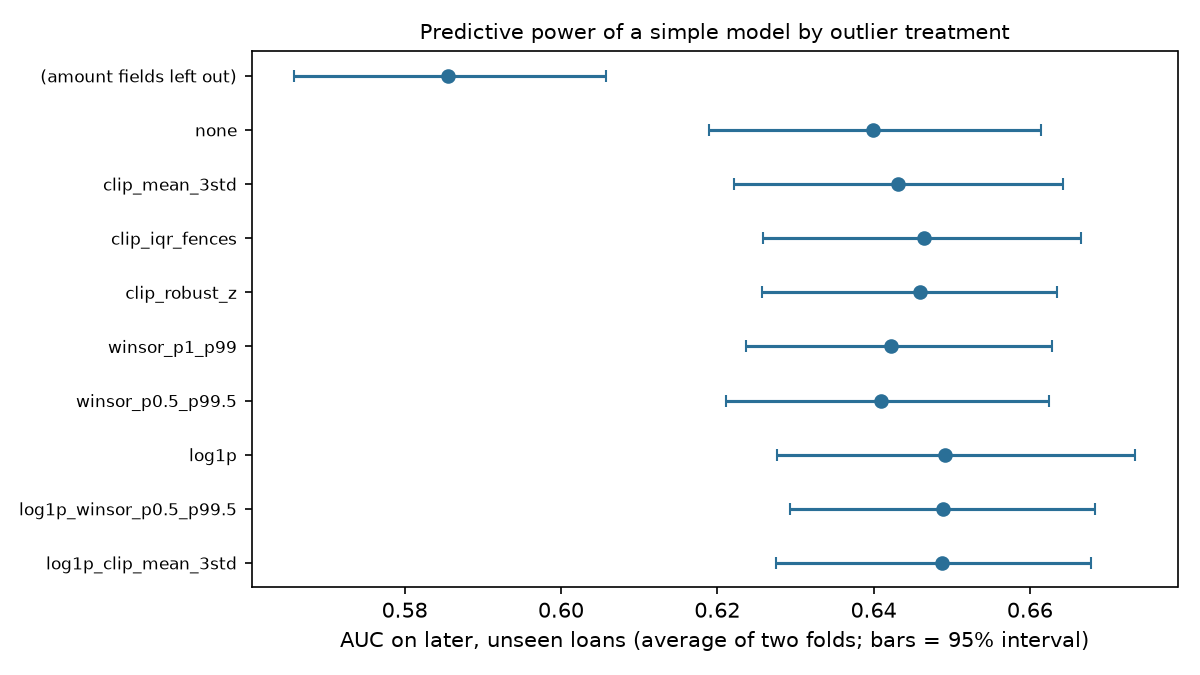 Predictive power of a simple model by outlier treatment
(amount fields left out)
none
clip_mean_3std
clip_iqr_fences
clip_robust_z
winsor_p1_p99
winsor_p0.5_p99.5
log1p
log1p_winsor_p0.5_p99.5
log1p_clip_mean_3std
0.58 0.60 0.62 0.64 0.66
AUC on later, unseen loans (average of two folds; bars = 95% interval)